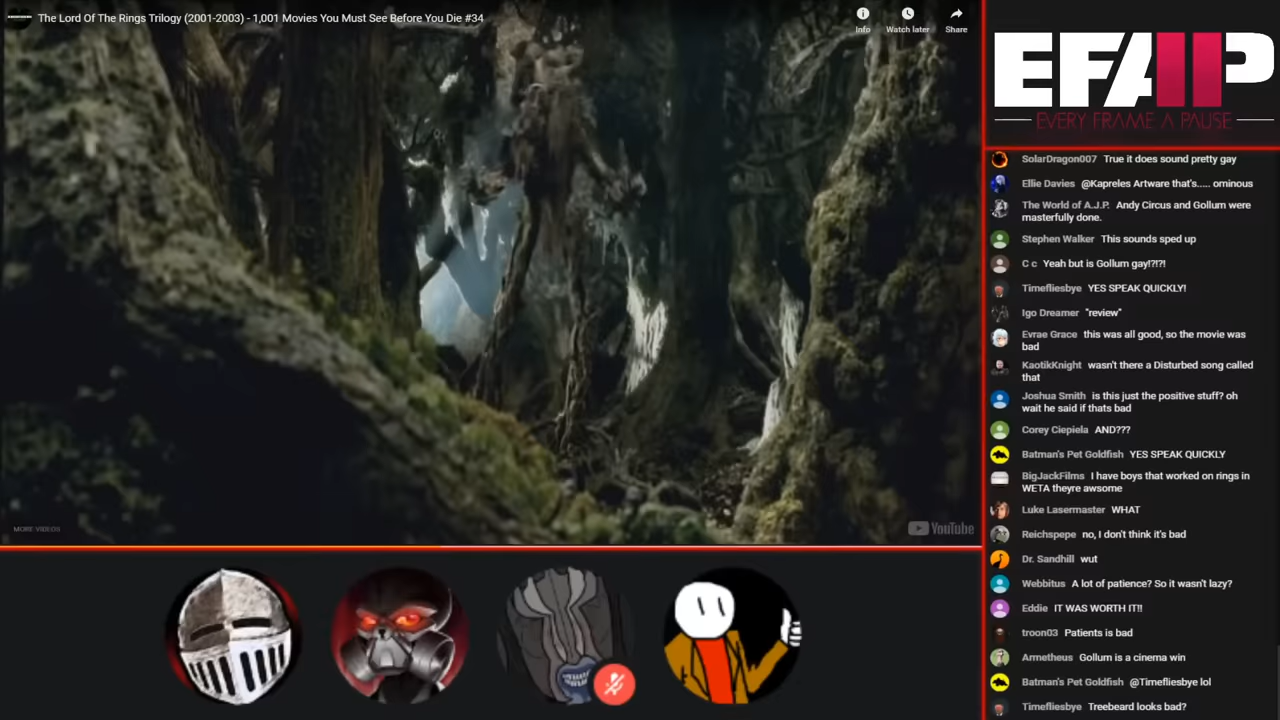 The Lord Of The Rings Trilogy (2001-2003) - 1,001 Movies You Must See Before You Die #34
Info
Watch later
Share
EFAP
EVERY FRAME A PAUSE
SolarDragon007 True it does sound pretty gay
Ellie Davies @Kapreles Artware that's..... ominous
The World of A.J.P. Andy Circus and Gollum were
masterfully done.
Stephen Walker This sounds sped up
C c Yeah but is Gollum gay!?!?!
Timefliesbye YES SPEAK QUICKLY!
Igo Dreamer "review"
Evrae Grace this was all good, so the movie was
bad
KaotikKnight wasn't there a Disturbed song called
that
Joshua Smith is this just the positive stuff? oh
wait he said if thats bad
Corey Ciepiela AND???
Batman's Pet Goldfish YES SPEAK QUICKLY
BigJackFilms I have boys that worked on rings in
WETA theyre awsome
Luke Lasermaster WHAT
Reichspepe no, I don't think it's bad
Dr. Sandhill wut
Webbitus A lot of patience? So it wasn't lazy?
Eddie IT WAS WORTH IT!!
troon03 Patients is bad
Armetheus Gollum is a cinema win
Batman's Pet Goldfish @Timefliesbye lol
Timefliesbye Treebeard looks bad?
MORE VIDEOS
YouTube